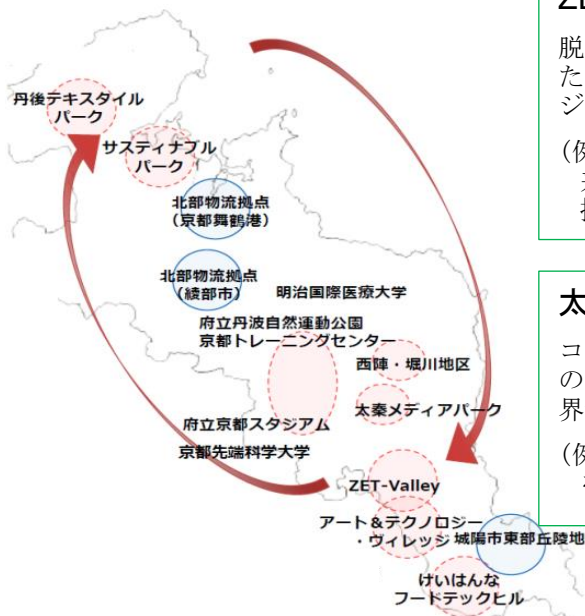 丹後テキスタイル
パーク
サスティナブル
パーク
北部物流拠点
(京都舞鶴港)
北部物流拠点
(綾部市)
明治国際医療大学
府立丹波自然運動公園
京都トレーニングセンター
西陣・堀川地区
太秦メディアパーク
府立京都スタジアム
京都先端科学大学
ZET-Valley
アート&テクノロジー
・ヴィレッジ
城陽市東部丘陵地
けいはんな
フードテックヒル
脱
た
ジ
(例
太
コ
の
界
(例